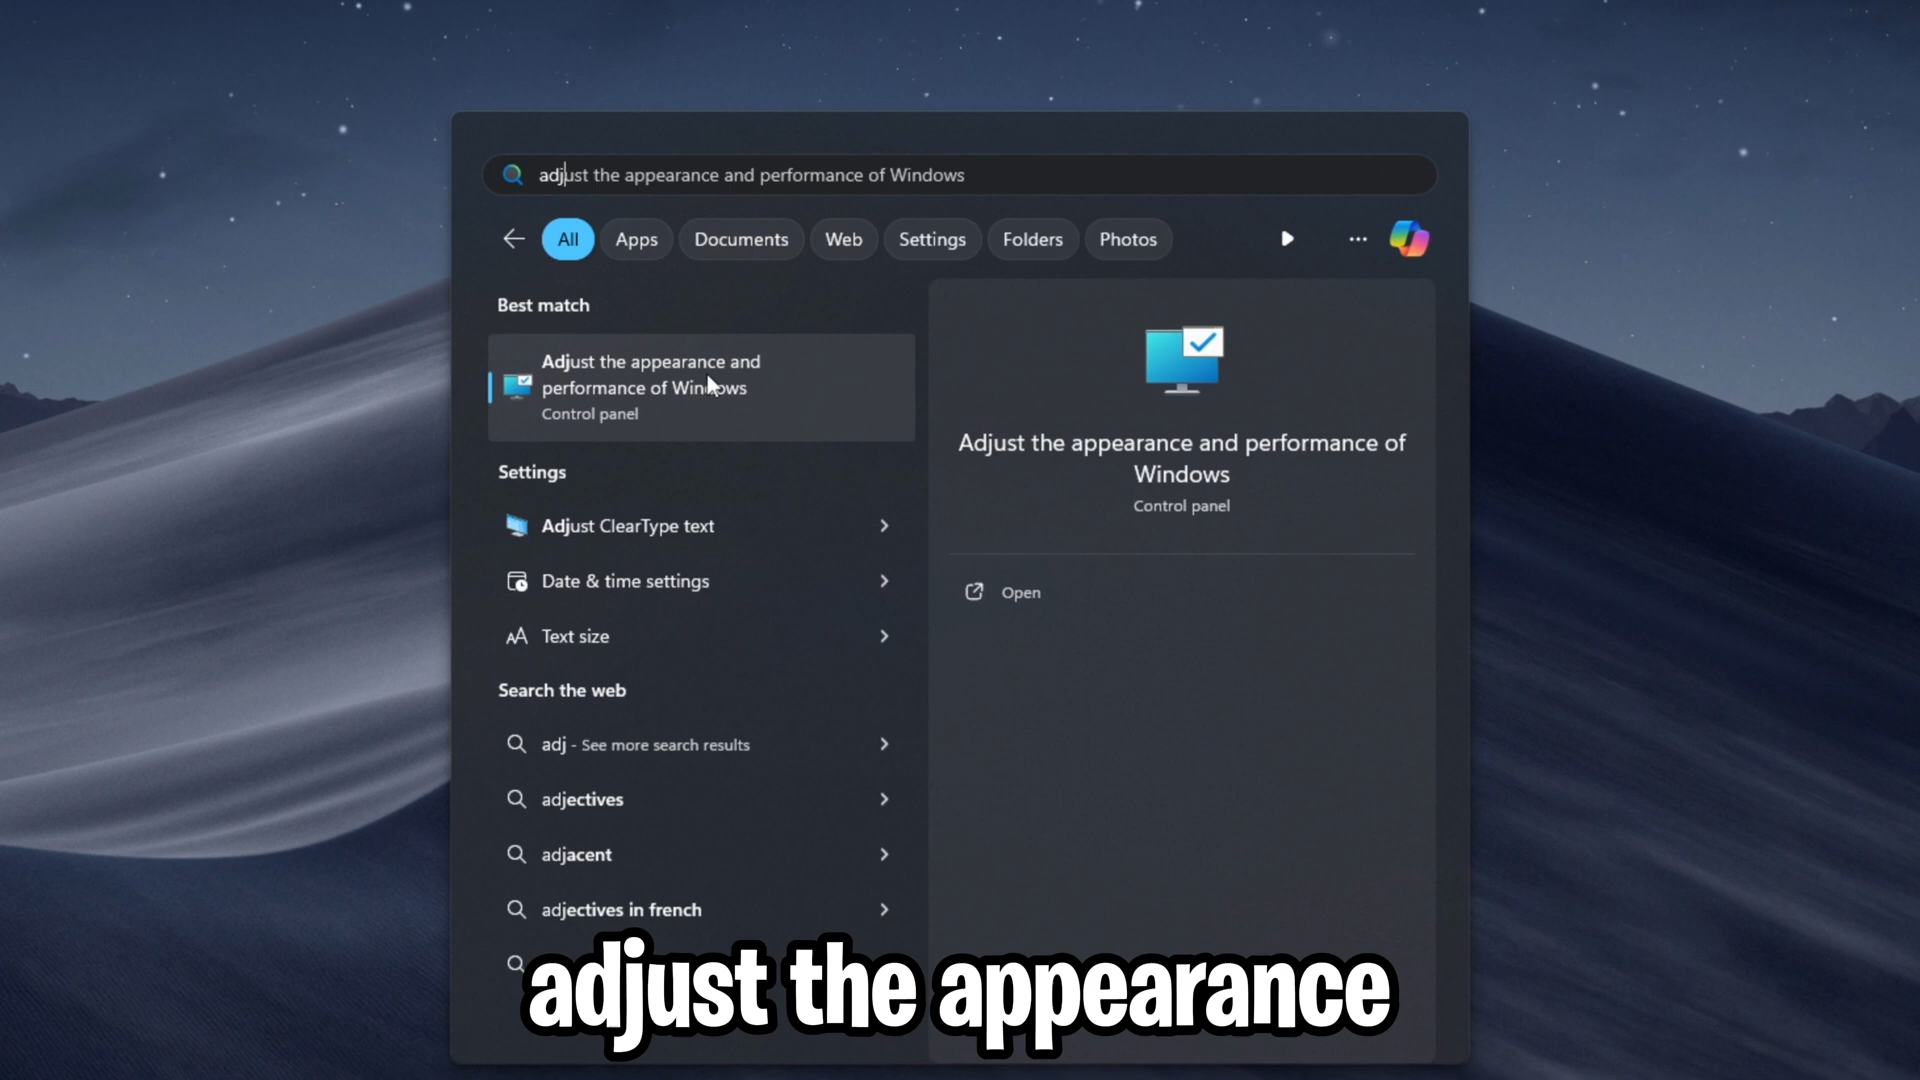 adjust the appearance and performance of Windows
All Apps Documents Web Settings Folders Photos
Best match
Adjust the appearance and
performance of Windows
Control panel
Settings
Adjust ClearType text
Date & time settings
Text size
Search the web
adj - See more search results
adjectives
adjacent
adjectives in french
Adjust the appearance and performance of
Windows
Control panel
Open
adjust the appearance